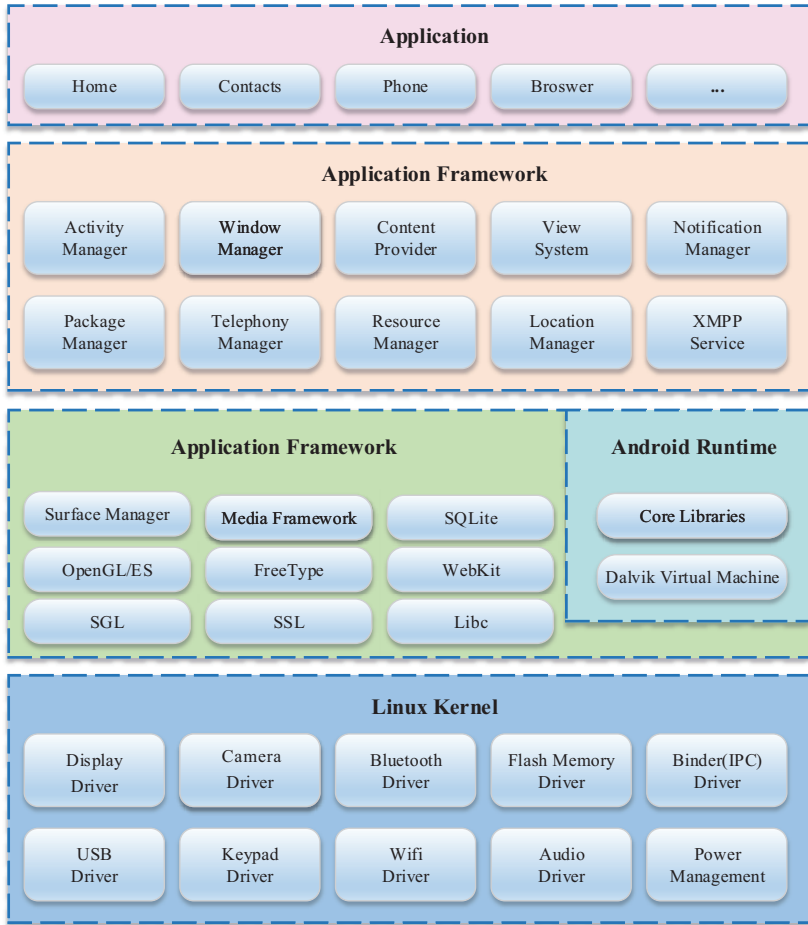 Application
Home
Contacts
Phone
Broswer
...
Application Framework
Activity
Manager
Window
Manager
Content
Provider
View
System
Notification
Manager
Package
Manager
Telephony
Manager
Resource
Manager
Location
Manager
XMPP
Service
Application Framework
Surface Manager
Media Framework
SQLite
OpenGL/ES
FreeType
WebKit
SGL
SSL
Libc
Android Runtime
Core Libraries
Dalvik Virtual Machine
Linux Kernel
Display
Driver
Camera
Driver
Bluetooth
Driver
Flash Memory
Driver
Binder(IPC)
Driver
USB
Driver
Keypad
Driver
Wifi
Driver
Audio
Driver
Power
Management